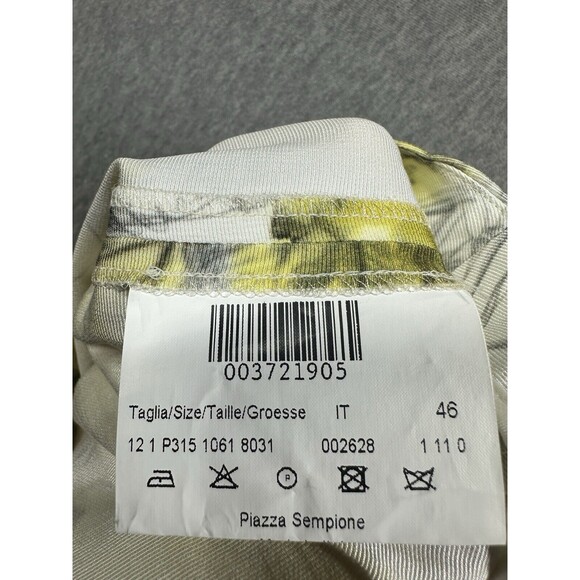 003721905
Taglia/Size/Taille/Groesse IT 46
12 1 P315 1061 8031 002628 1 11 0
P
Piazza Sempione